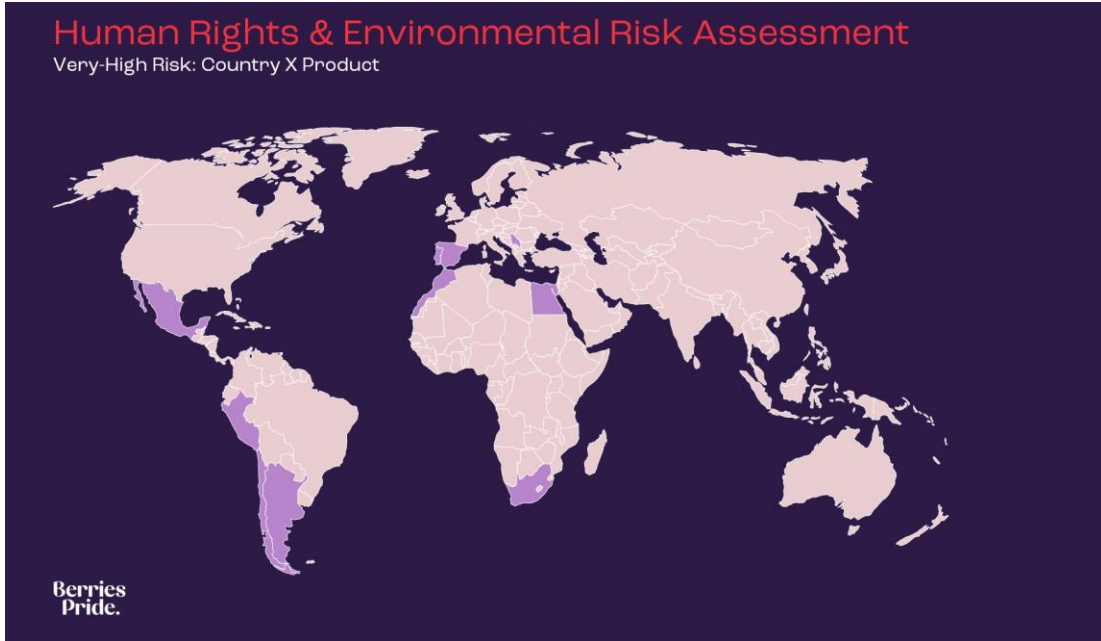 Human Rights & Environmental Risk Assessment
Very-High Risk: Country X Product
Berries
Pride.